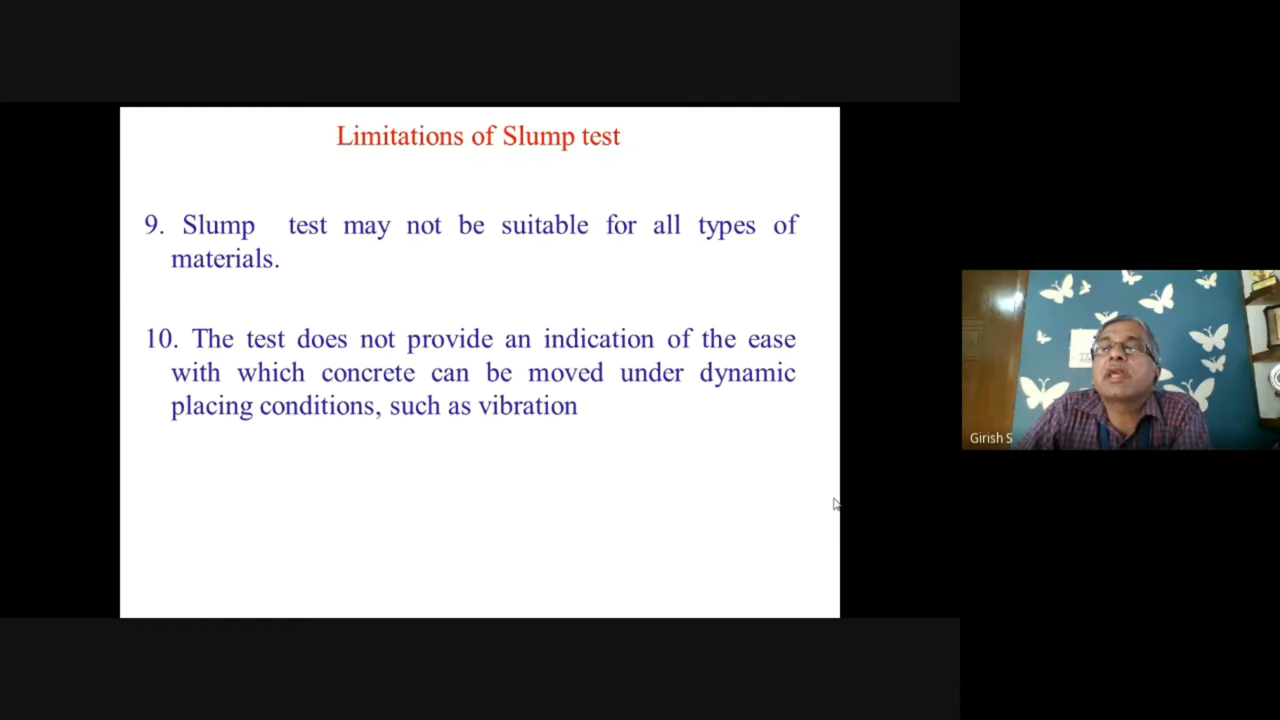 Limitations of Slump test
9. Slump test may not be suitable for all types of
materials.
10. The test does not provide an indication of the ease
with which concrete can be moved under dynamic
placing conditions, such as vibration
Girish S